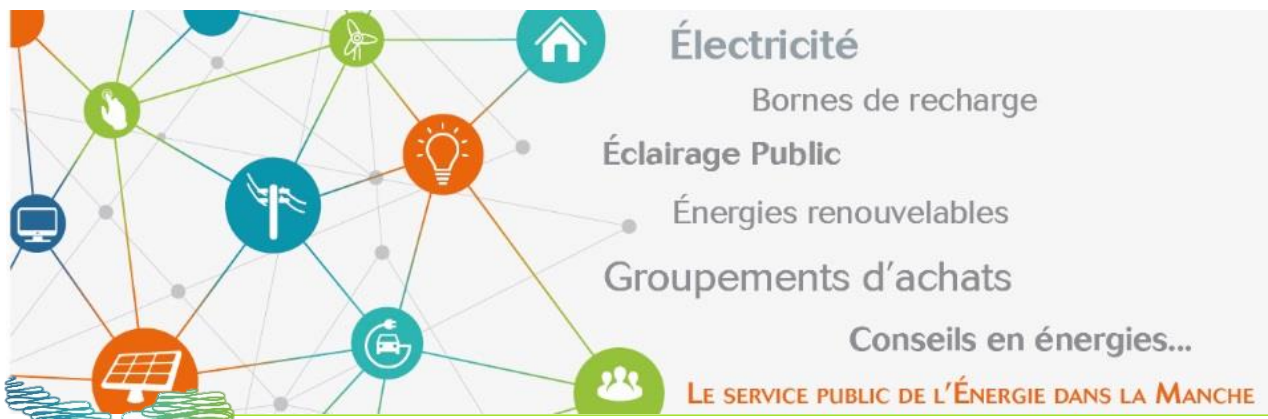 Électricité
Bornes de recharge
Éclairage Public
Énergies renouvelables
Groupements d'achats
Conseils en énergies...
LE SERVICE PUBLIC DE L'ÉNERGIE DANS LA MANCHE